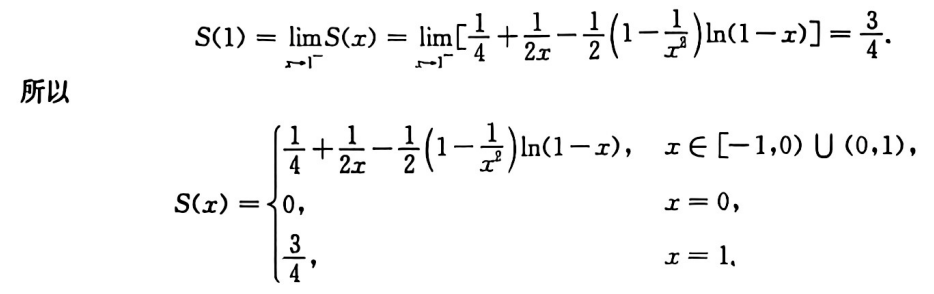 S(1) = lim_{x→1⁻} S(x) = lim_{x→1⁻} [1/4 + 1/(2x) − 1/2(1 − 1/x²)ln(1−x)] = 3/4.
所以
S(x) = { 1/4 + 1/(2x) − 1/2(1 − 1/x²)ln(1−x), x ∈ [−1,0) ∪ (0,1),
0, x = 0,
3/4, x = 1.